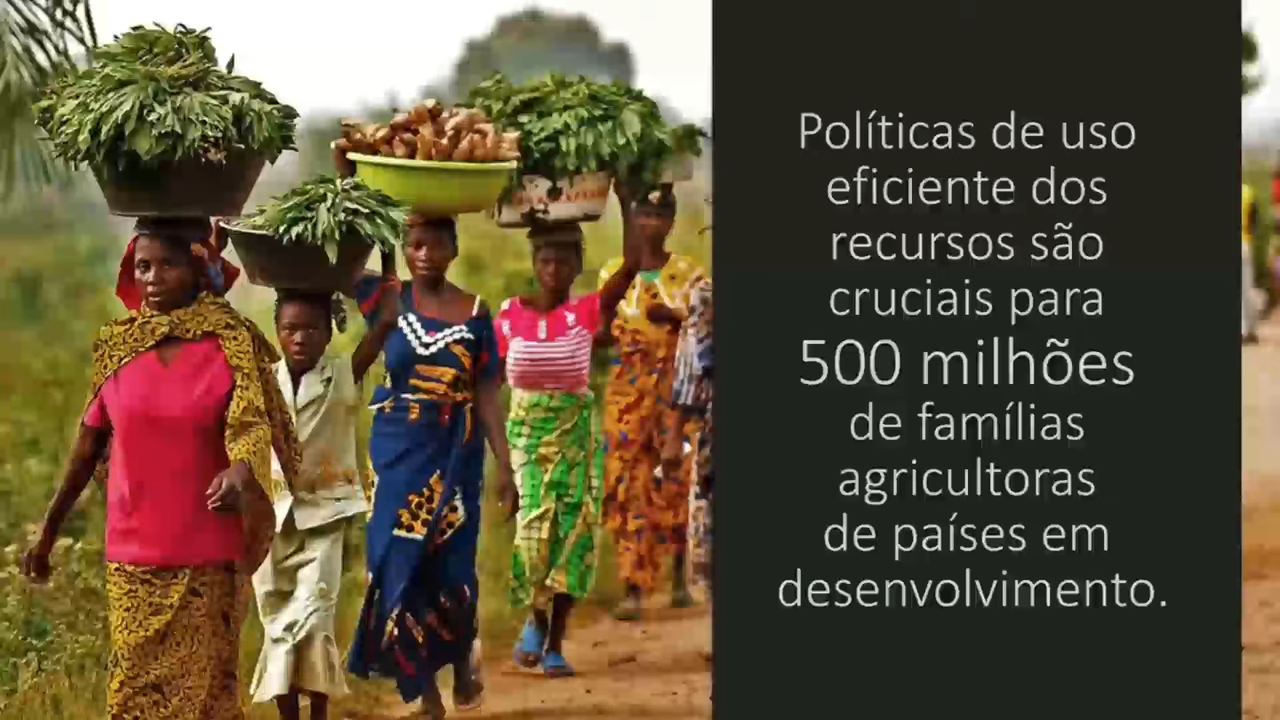 Políticas de uso
eficiente dos
recursos são
cruciais para
500 milhões
de famílias
agricultoras
de países em
desenvolvimento.